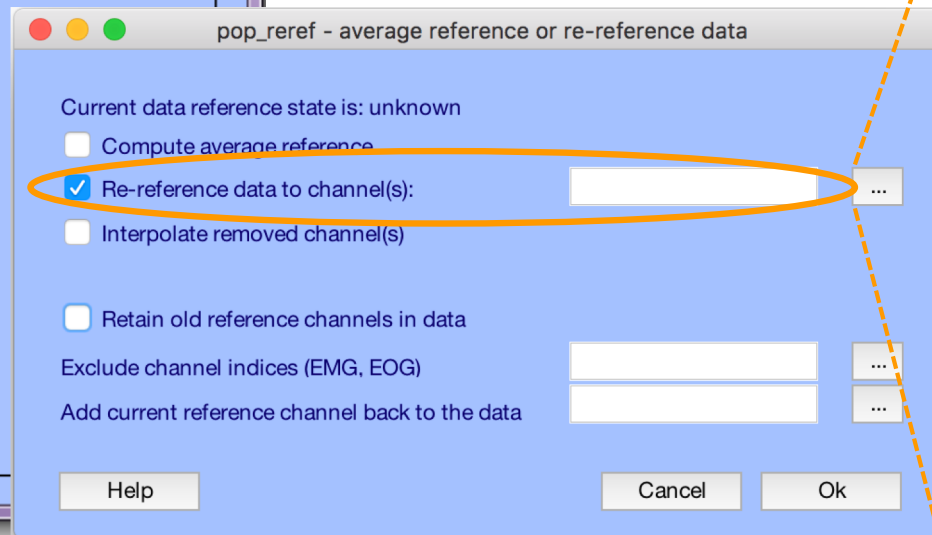 pop_reref - average reference or re-reference data
Current data reference state is: unknown
Compute average reference
Re-reference data to channel(s):
...
Interpolate removed channel(s)
Retain old reference channels in data
Exclude channel indices (EMG, EOG)
...
Add current reference channel back to the data
...
Help Cancel Ok